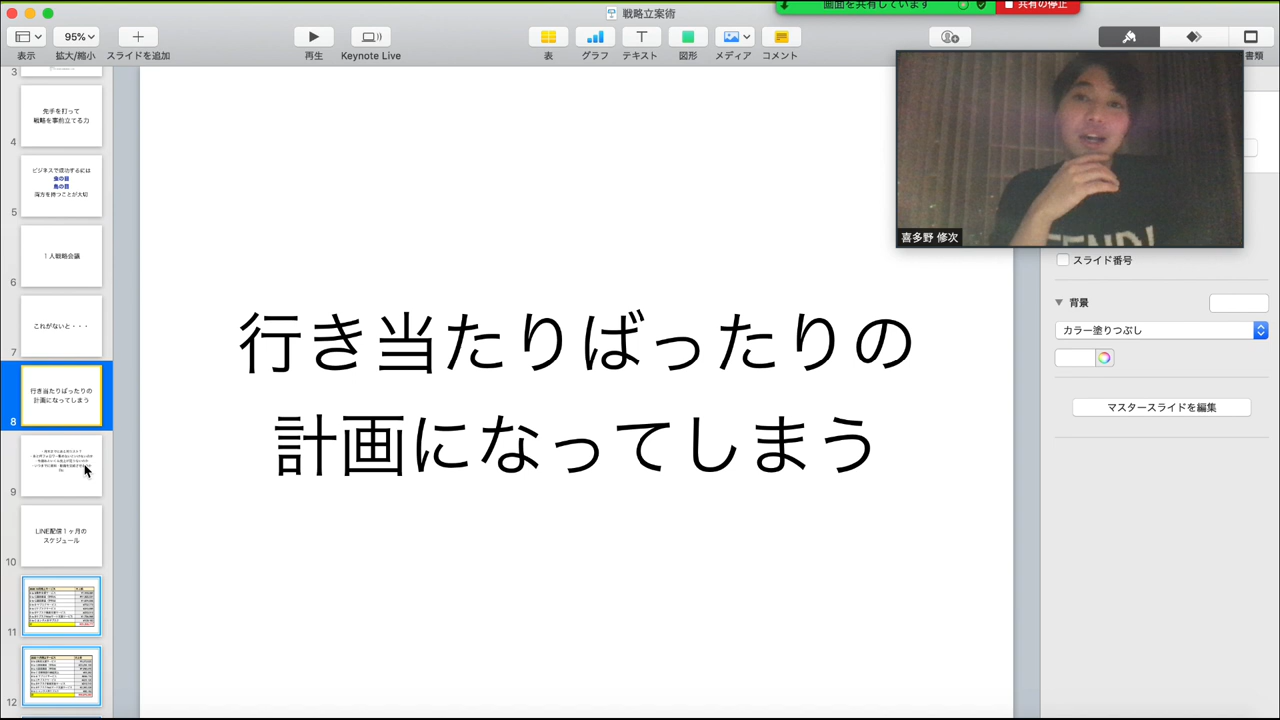 戦略立案術
画面を共有しています
共有の停止
95%
表示
拡大/縮小
スライドを追加
再生
Keynote Live
表
グラフ
テキスト
図形
メディア
コメント
書類
3
先手を打って
戦略を事前立てる力
4
ビジネスで成功するには
虫の目
鳥の目
両方を持つことが大切
5
1人戦略会議
6
これがないと・・・
7
行き当たりばったりの
計画になってしまう
8
9
LINE配信1ヶ月の
スケジュール
10
11
12
行き当たりばったりの
計画になってしまう
喜多野 修次
スライド番号
背景
カラー塗りつぶし
マスタースライドを編集